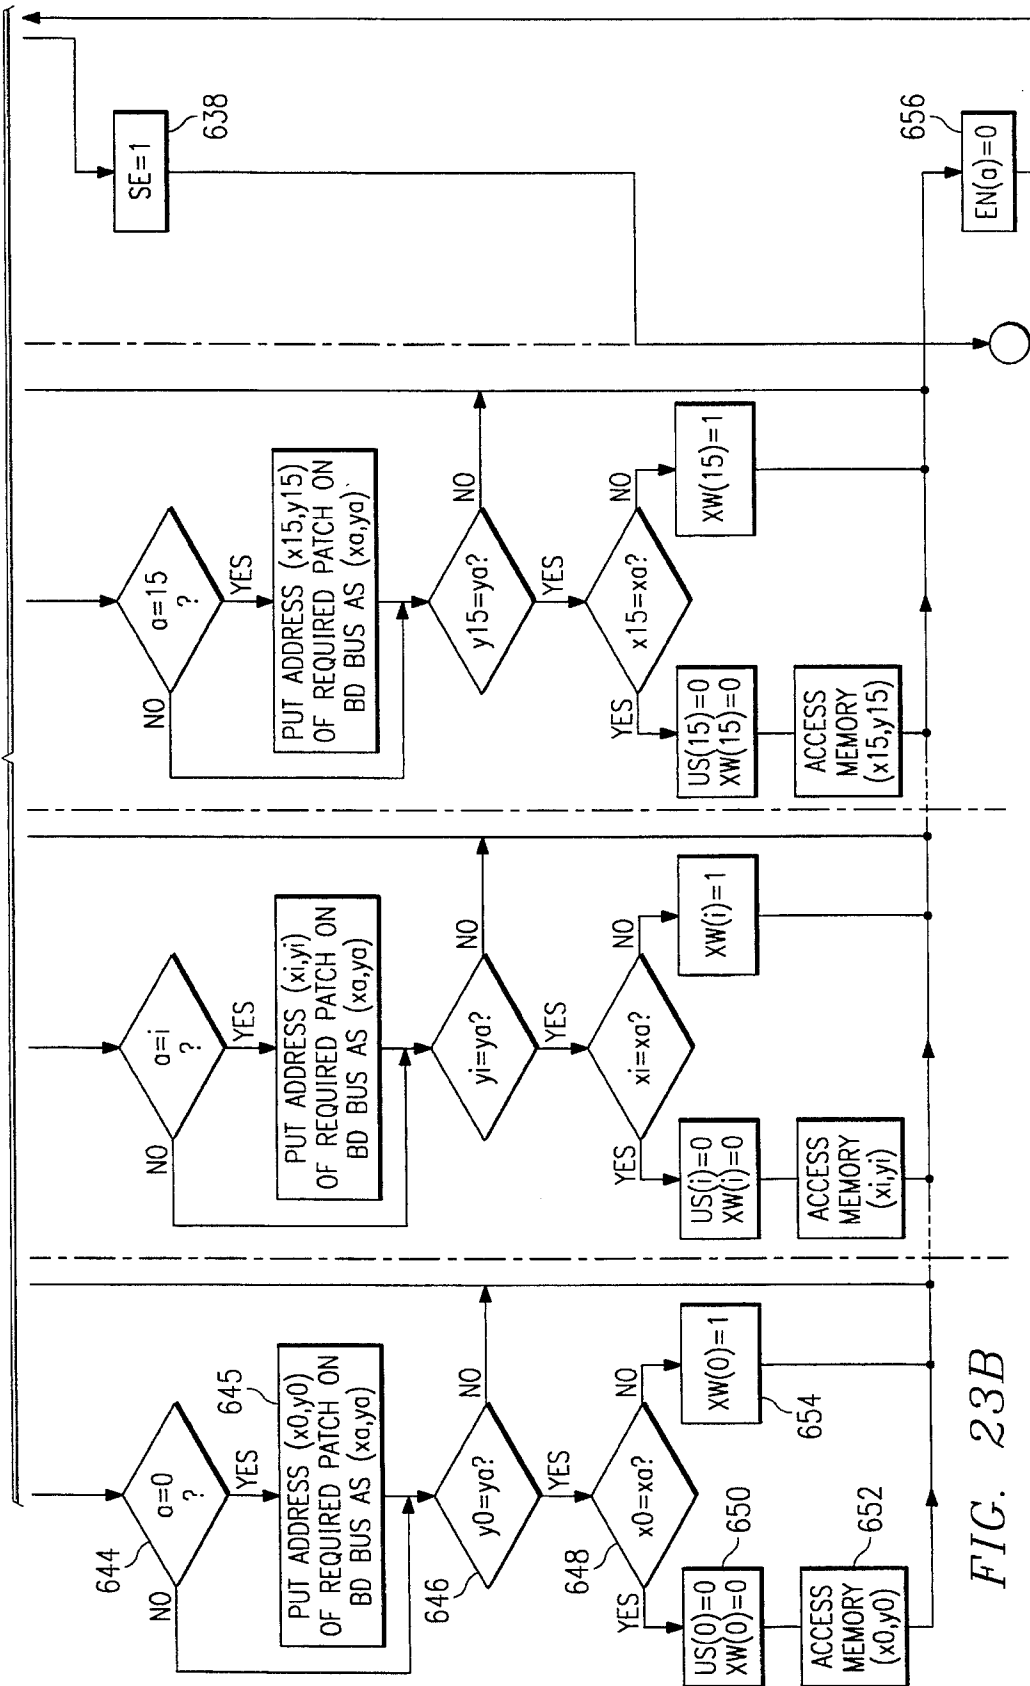 644
a=0
?
NO
YES
645
PUT ADDRESS (x0,y0)
OF REQUIRED PATCH ON
BD BUS AS (xa,ya)
646
y0=ya?
NO
YES
648
x0=xa?
YES
NO
650
US(0)=0
XW(0)=0
652
ACCESS
MEMORY
(x0,y0)
XW(0)=1
654
a=i
?
NO
YES
PUT ADDRESS (xi,yi)
OF REQUIRED PATCH ON
BD BUS AS (xa,ya)
yi=ya?
NO
YES
xi=xa?
YES
NO
US(i)=0
XW(i)=0
ACCESS
MEMORY
(xi,yi)
XW(i)=1
a=15
?
NO
YES
PUT ADDRESS (x15,y15)
OF REQUIRED PATCH ON
BD BUS AS (xa,ya)
y15=ya?
NO
YES
x15=xa?
YES
NO
US(15)=0
XW(15)=0
ACCESS
MEMORY
(x15,y15)
XW(15)=1
SE=1
638
656
EN(a)=0
FIG. 23B